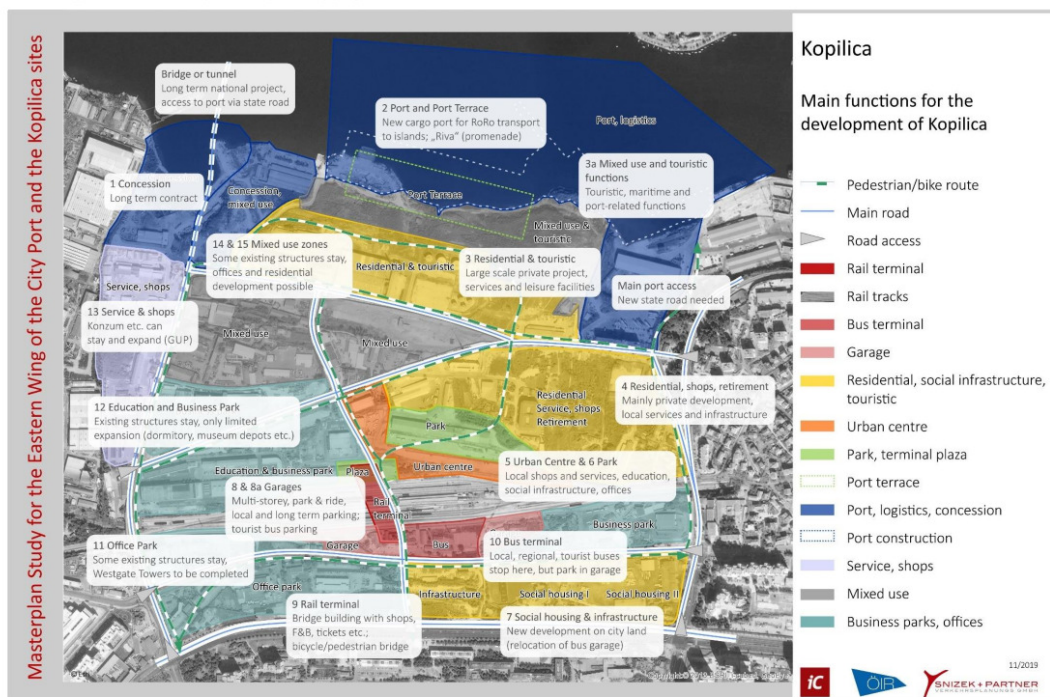 Masterplan Study for the Eastern Wing of the City Port and the Kopilica sites
Bridge or tunnel
Long term national project,
access to port via state road
2 Port and Port Terrace
New cargo port for RoRo transport
to islands; „Riva" (promenade)
Port, logistics
3a Mixed use and touristic
functions
Touristic, maritime and
port-related functions
1 Concession
Long term contract
Concession,
mixed use
Port Terrace
Mixed use &
touristic
14 & 15 Mixed use zones
Some existing structures stay,
offices and residential
development possible
Residential & touristic
3 Residential & touristic
Large scale private project,
services and leisure facilities
Main port access
New state road needed
Service, shops
13 Service & shops
Konzum etc. can
stay and expand (GUP)
Mixed use
Mixed use
4 Residential, shops, retirement
Mainly private development,
local services and infrastructure
Residential
Service, shops
Retirement
12 Education and Business Park
Existing structures stay, only limited
expansion (dormitory, museum depots etc.)
Park
Education & business park
Plaza
Urban centre
5 Urban Centre & 6 Park
Local shops and services, education,
social infrastructure, offices
8 & 8a Garages
Multi-storey, park & ride,
local and long term parking;
tourist bus parking
Rail
termina
Business park
11 Office Park
Some existing structures stay,
Westgate Towers to be completed
Garage
Bus
10 Bus terminal
Local, regional, tourist buses
stop here, but park in garage
Office park
9 Rail terminal
Bridge building with shops,
F&B, tickets etc.;
bicycle/pedestrian bridge
Infrastructure
Social housing I
Social housing II
7 Social housing & infrastructure
New development on city land
(relocation of bus garage)
Kopilica
Main functions for the
development of Kopilica
Pedestrian/bike route
Main road
Road access
Rail terminal
Rail tracks
Bus terminal
Garage
Residential, social infrastructure,
touristic
Urban centre
Park, terminal plaza
Port terrace
Port, logistics, concession
Port construction
Service, shops
Mixed use
Business parks, offices
11/2019
iC
ÖIR
SNIZEK + PARTNER
VERKEHRSPLANUNGS GMBH